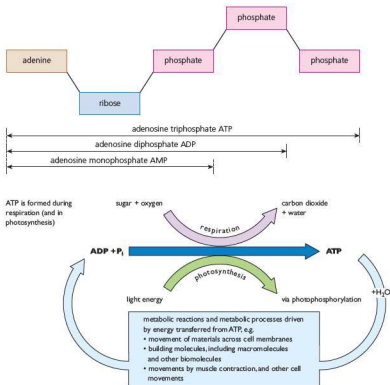 phosphate
adenine
phosphate
phosphate
ribose
adenosine triphosphate ATP
adenosine diphosphate ADP
adenosine monophosphate AMP
ATP is formed during
respiration (and in
photosynthesis)
sugar + oxygen
carbon dioxide
+ water
respiration
ADP + Pi
ATP
photosynthesis
light energy
via photophosphorylation
+H₂O
metabolic reactions and metabolic processes driven
by energy transferred from ATP, e.g.
• movement of materials across cell membranes
• building molecules, including macromolecules
and other biomolecules
• movements by muscle contraction, and other cell
movements